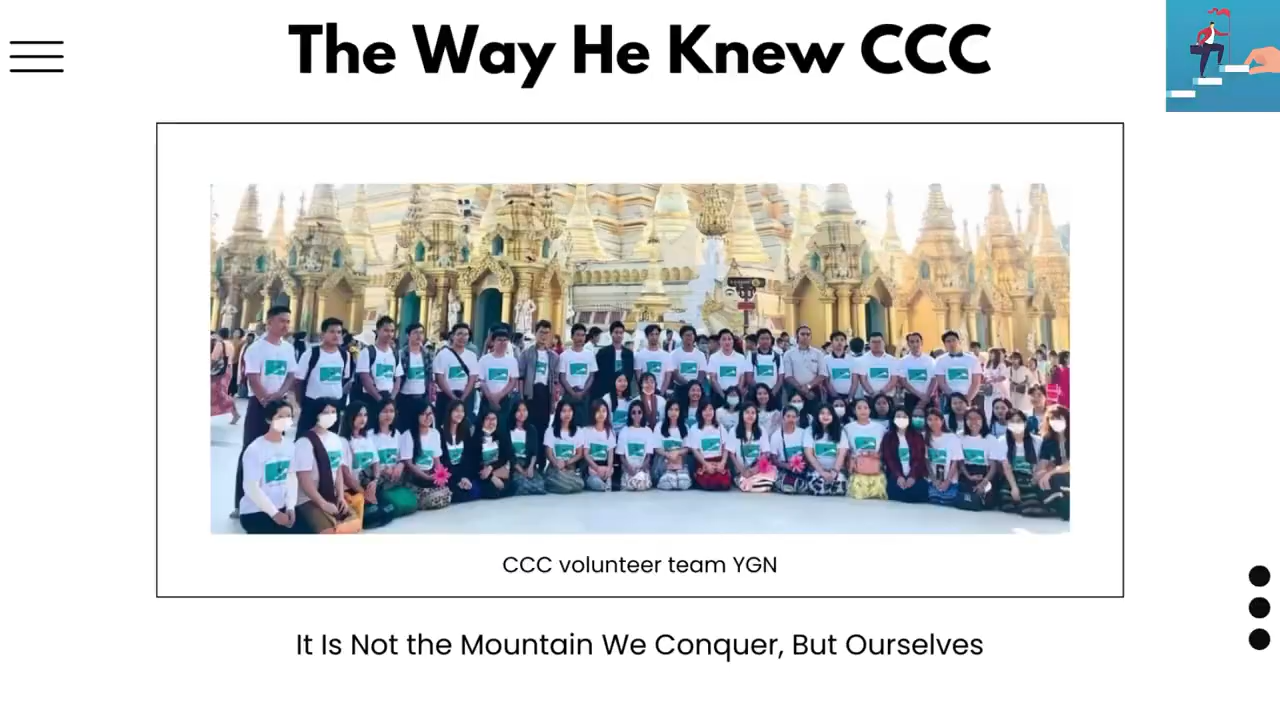 The Way He Knew CCC
CCC volunteer team YGN
It Is Not the Mountain We Conquer, But Ourselves